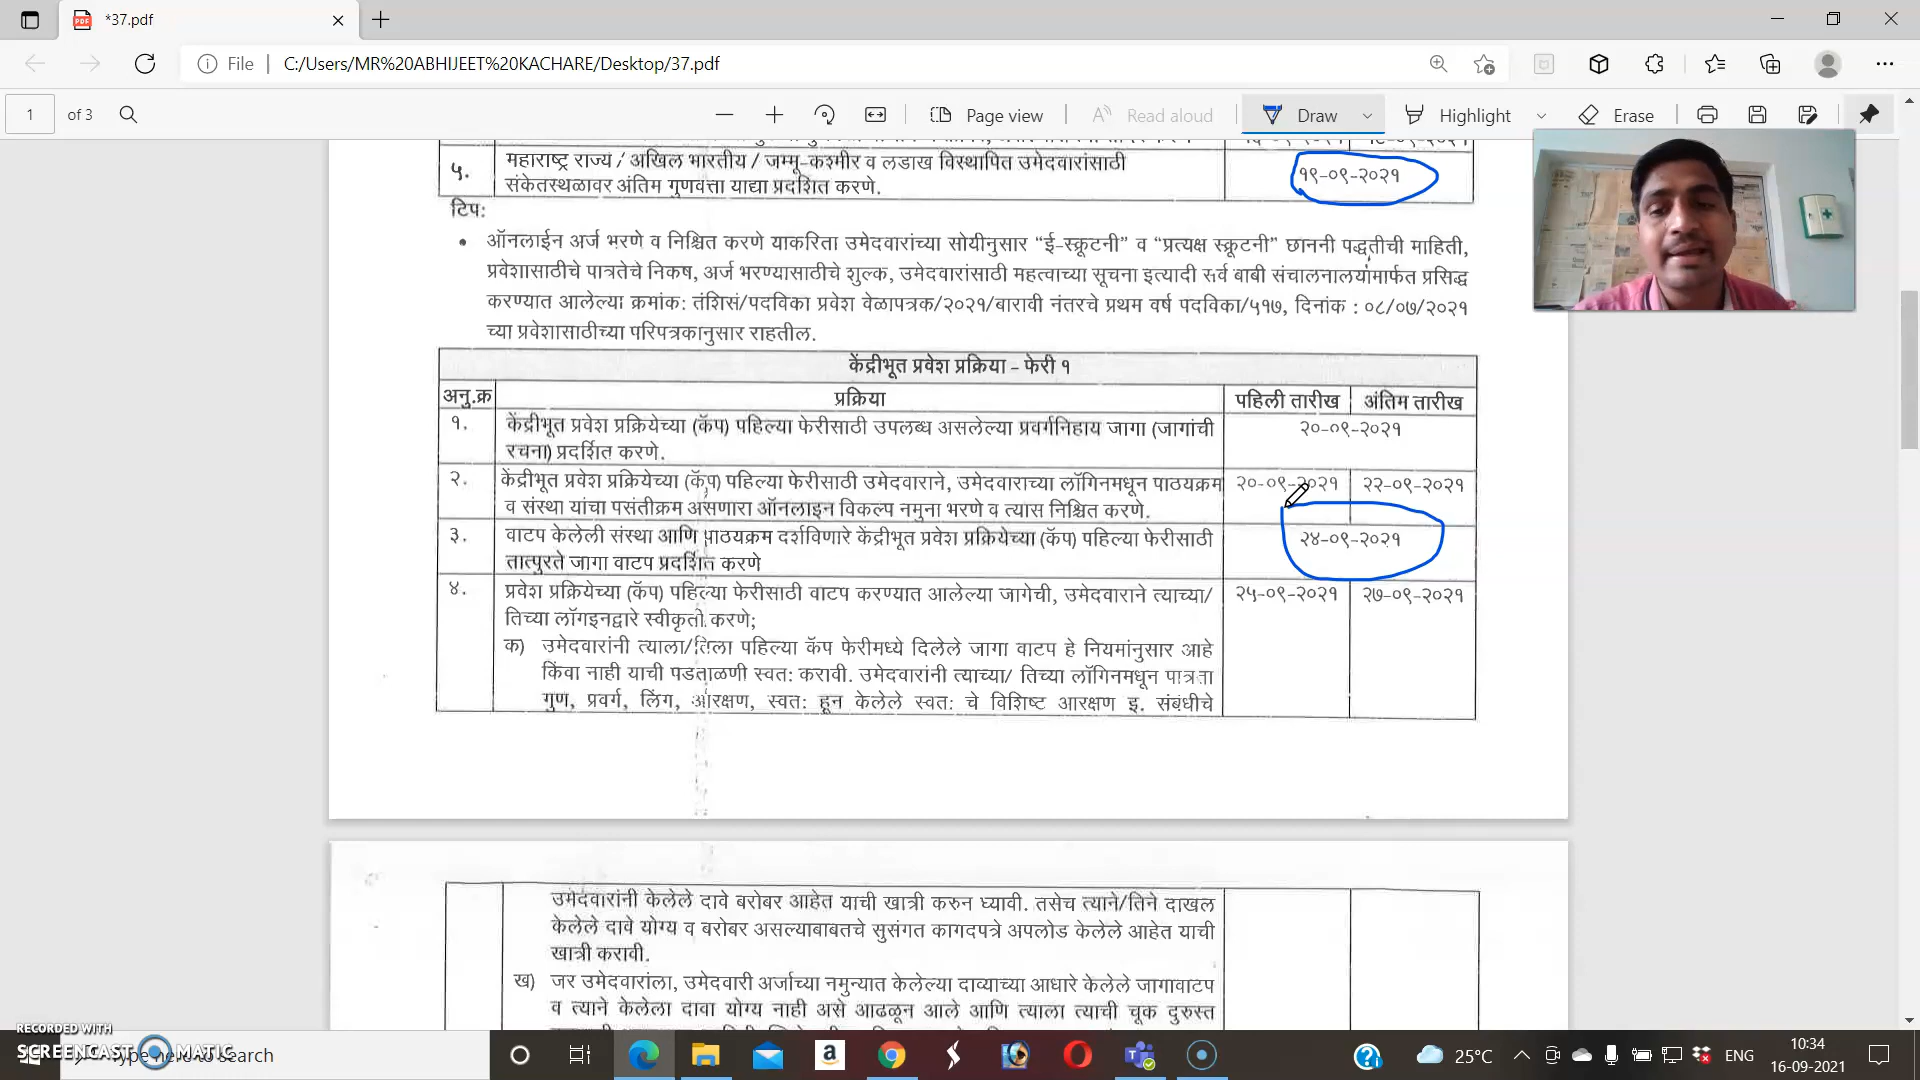 *37.pdf
File
C:/Users/MR%20ABHIJEET%20KACHARE/Desktop/37.pdf
1 of 3
Page view
Read aloud
Draw
Highlight
Erase
५. महाराष्ट्र राज्य / अखिल भारतीय / जम्मू-कश्मीर व लडाख विस्थापित उमेदवारांसाठी
संकेतस्थळावर अंतिम गुणवत्ता याद्या प्रदर्शित करणे.
१९-०९-२०२१
टिप:
• ऑनलाईन अर्ज भरणे व निश्चित करणे याकरिता उमेदवारांच्या सोयीनुसार "ई-स्क्रूटनी" व "प्रत्यक्ष स्क्रूटनी" छाननी पद्धतीची माहिती,
प्रवेशासाठीचे पात्रतेचे निकष, अर्ज भरण्यासाठीचे शुल्क, उमेदवारांसाठी महत्वाच्या सूचना इत्यादी सर्व बाबी संचालनालयामार्फत प्रसिद्ध
करण्यात आलेल्या क्रमांक: तंशिसं/पदविका प्रवेश वेळापत्रक/२०२१/बारावी नंतरचे प्रथम वर्ष पदविका/५१७, दिनांक : ०८/०७/२०२१
च्या प्रवेशासाठीच्या परिपत्रकानुसार राहतील.
केंद्रीभूत प्रवेश प्रक्रिया – फेरी १
अनु.क्र प्रक्रिया पहिली तारीख अंतिम तारीख
१. केंद्रीभूत प्रवेश प्रक्रियेच्या (कॅप) पहिल्या फेरीसाठी उपलब्ध असलेल्या प्रवर्गनिहाय जागा (जागांची
रचना) प्रदर्शित करणे.
२०-०९-२०२१
२. केंद्रीभूत प्रवेश प्रक्रियेच्या (कॅप) पहिल्या फेरीसाठी उमेदवाराने, उमेदवाराच्या लॉगिनमधून पाठयक्रम
व संस्था यांचा पसंतीक्रम असणारा ऑनलाइन विकल्प नमुना भरणे व त्यास निश्चित करणे.
२०-०९-२०२१ २२-०९-२०२१
३. वाटप केलेली संस्था आणि पाठयक्रम दर्शविणारे केंद्रीभूत प्रवेश प्रक्रियेच्या (कॅप) पहिल्या फेरीसाठी
तात्पुरते जागा वाटप प्रदर्शित करणे
२४-०९-२०२१
४. प्रवेश प्रक्रियेच्या (कॅप) पहिल्या फेरीसाठी वाटप करण्यात आलेल्या जागेची, उमेदवाराने त्याच्या/
तिच्या लॉगइनद्वारे स्वीकृती करणे;
२५-०९-२०२१ २७-०९-२०२१
क) उमेदवारांनी त्याला/तिला पहिल्या कॅप फेरीमध्ये दिलेले जागा वाटप हे नियमांनुसार आहे
किंवा नाही याची पडताळणी स्वत: करावी. उमेदवारांनी त्याच्या/ तिच्या लॉगिनमधून पात्रता
गुण, प्रवर्ग, लिंग, आरक्षण, स्वत: हून केलेले स्वत: चे विशिष्ट आरक्षण इ. संबंधीचे
उमेदवारांनी केलेले दावे बरोबर आहेत याची खात्री करुन घ्यावी. तसेच त्याने/तिने दाखल
केलेले दावे योग्य व बरोबर असल्याबाबतचे सुसंगत कागदपत्रे अपलोड केलेले आहेत याची
खात्री करावी.
ख) जर उमेदवाराला, उमेदवारी अर्जाच्या नमुन्यात केलेल्या दाव्याच्या आधारे केलेले जागावाटप
व त्याने केलेला दावा योग्य नाही असे आढळून आले आणि त्याला त्याची चूक दुरुस्त
RECORDED WITH
SCREENCAST MATIC
Type here to search
25°C
ENG
10:34
16-09-2021